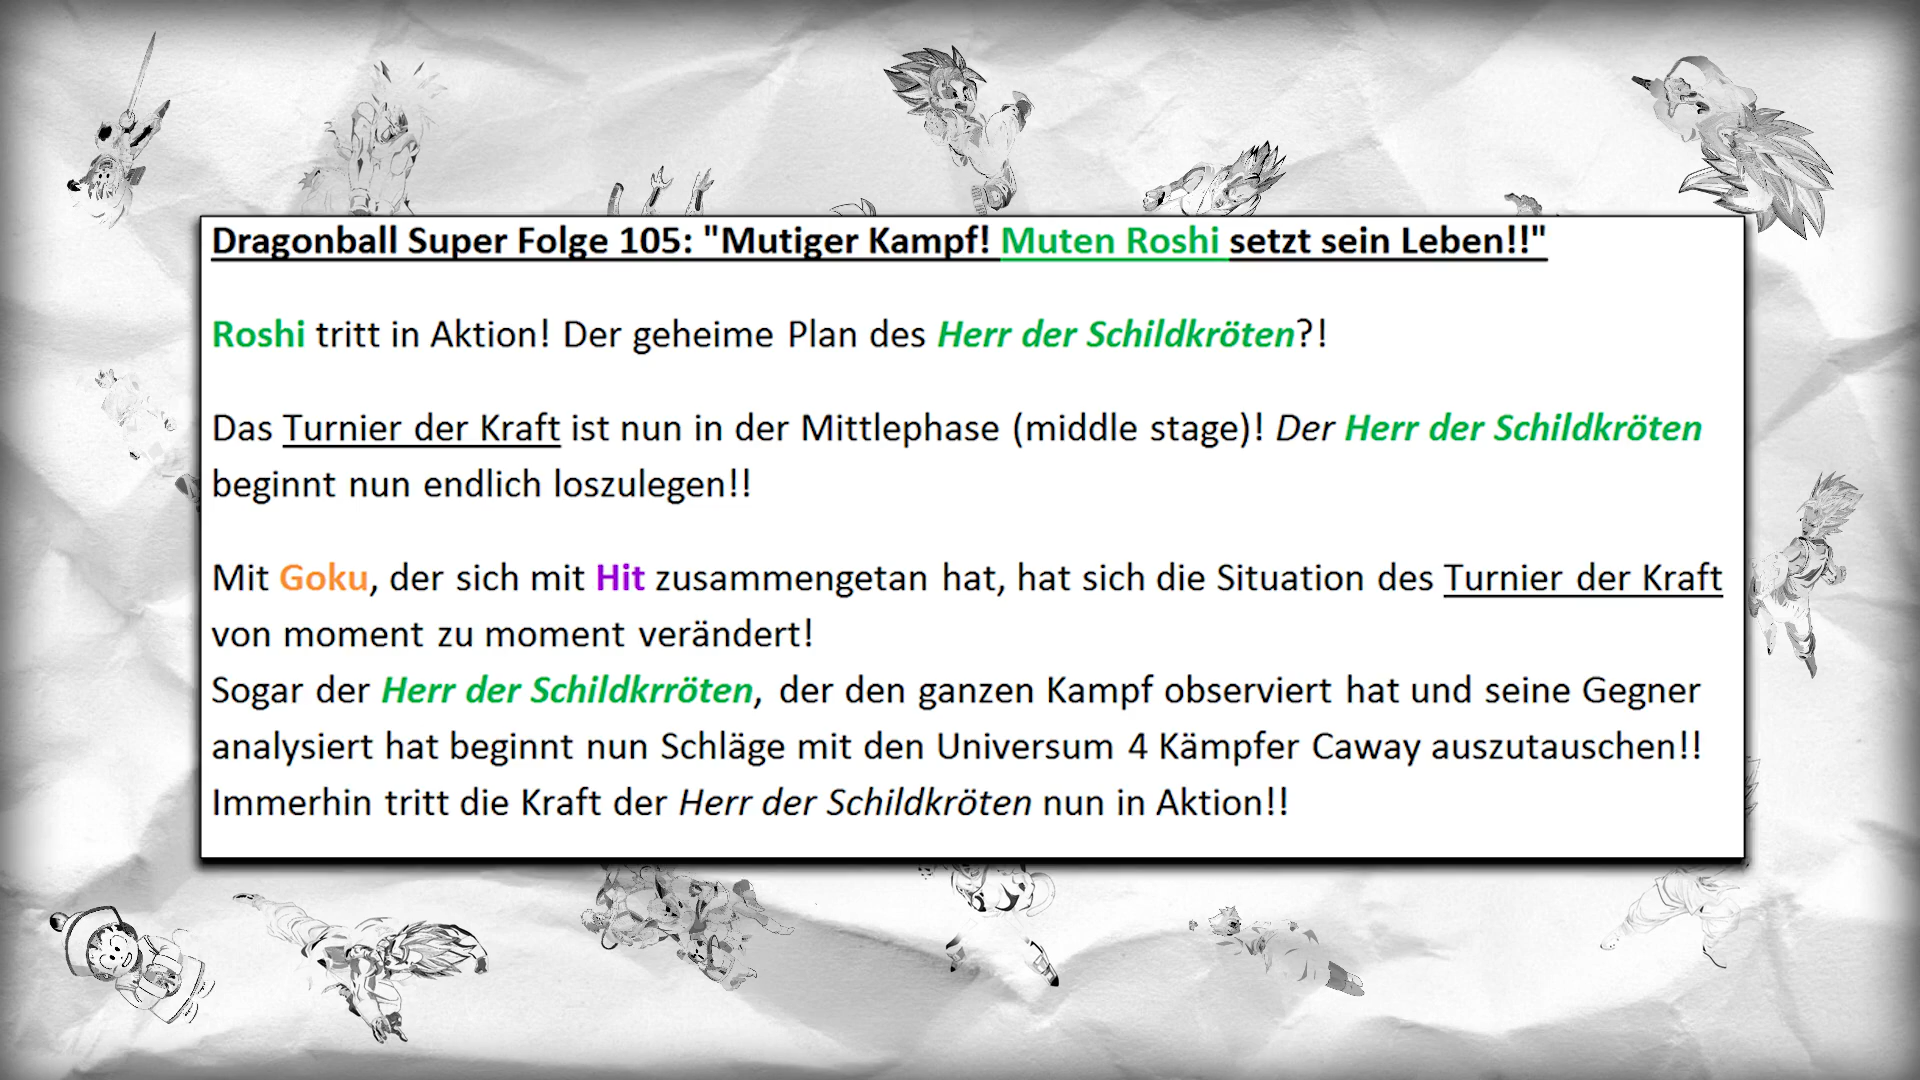 Dragonball Super Folge 105: "Mutiger Kampf! Muten Roshi setzt sein Leben!!"
Roshi tritt in Aktion! Der geheime Plan des Herr der Schildkröten?!
Das Turnier der Kraft ist nun in der Mittlephase (middle stage)! Der Herr der Schildkröten
beginnt nun endlich loszulegen!!
Mit Goku, der sich mit Hit zusammengetan hat, hat sich die Situation des Turnier der Kraft
von moment zu moment verändert!
Sogar der Herr der Schildkrröten, der den ganzen Kampf observiert hat und seine Gegner
analysiert hat beginnt nun Schläge mit den Universum 4 Kämpfer Caway auszutauschen!!
Immerhin tritt die Kraft der Herr der Schildkröten nun in Aktion!!